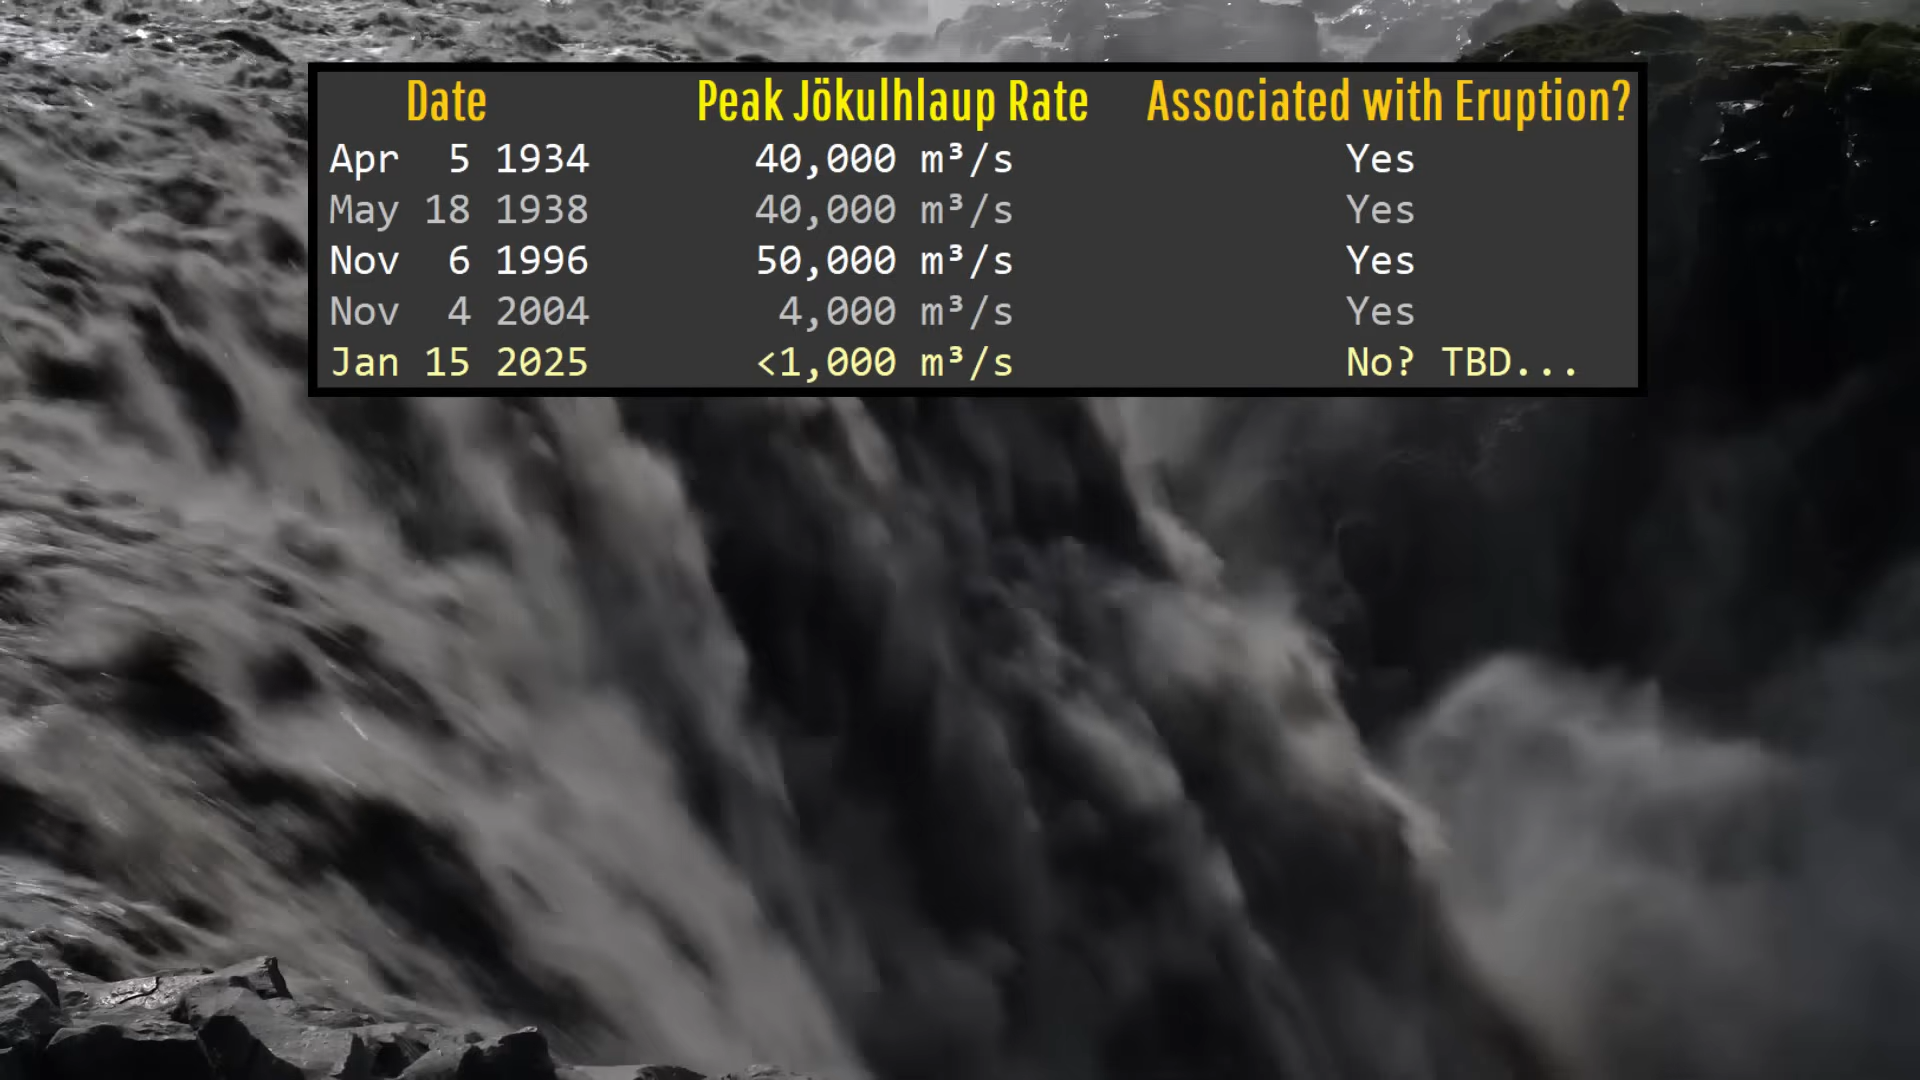 Date Peak Jökulhlaup Rate Associated with Eruption?
Apr 5 1934 40,000 m³/s Yes
May 18 1938 40,000 m³/s Yes
Nov 6 1996 50,000 m³/s Yes
Nov 4 2004 4,000 m³/s Yes
Jan 15 2025 <1,000 m³/s No? TBD...